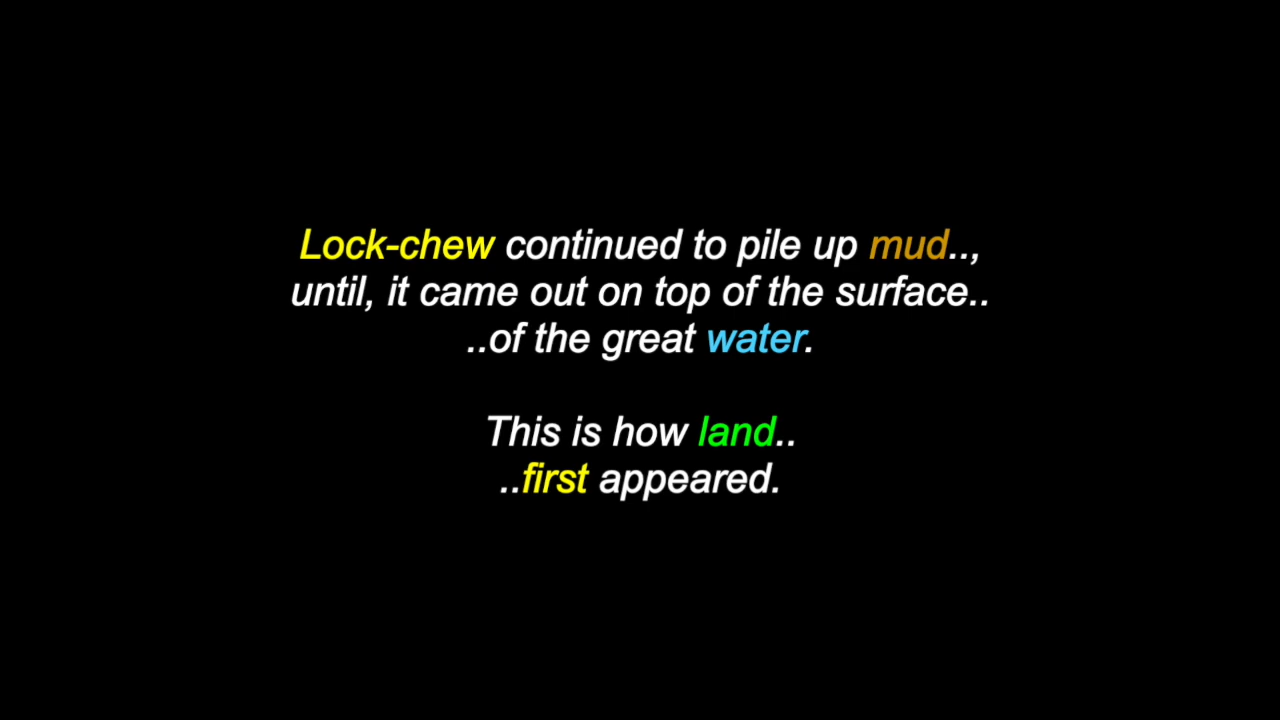 Lock-chew continued to pile up mud..,
until, it came out on top of the surface..
..of the great water.
This is how land..
..first appeared.